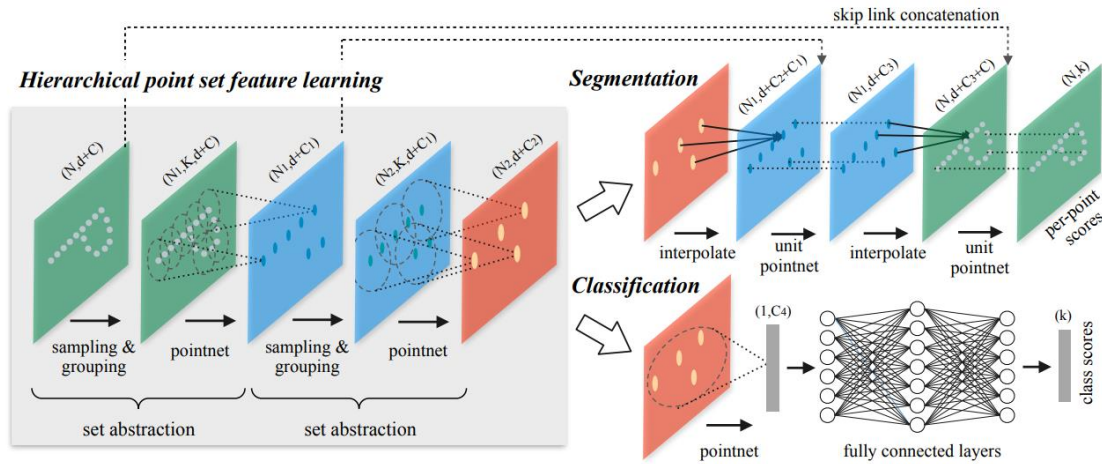 skip link concatenation
Hierarchical point set feature learning
(N,d+C)
(N1,K,d+C)
(N1,d+C1)
(N2,K,d+C1)
(N2,d+C2)
sampling &
grouping
pointnet
sampling &
grouping
pointnet
set abstraction
set abstraction
Segmentation
(N1,d+C2+C1)
(N1,d+C3)
(N,d+C3+C)
(N,k)
per-point
scores
interpolate
unit
pointnet
interpolate
unit
pointnet
Classification
(1,C4)
(k)
class scores
pointnet
fully connected layers